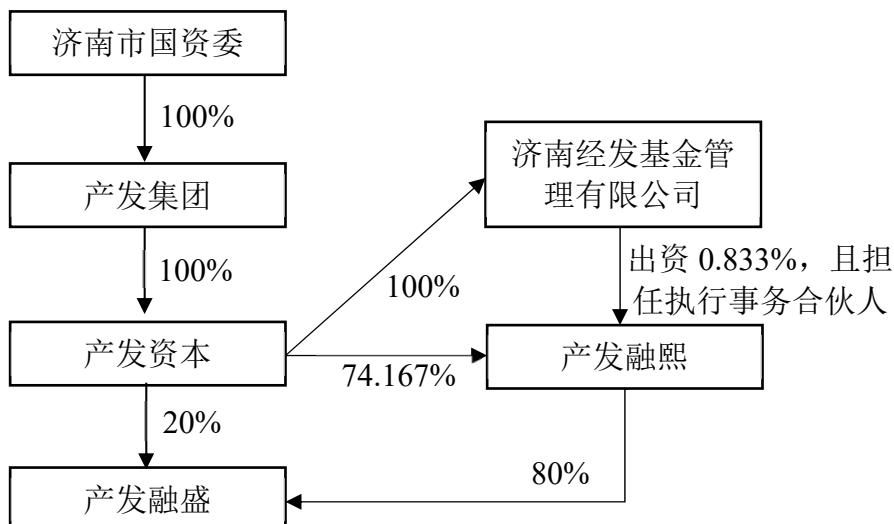 济南市国资委
100%
产发集团
济南经发基金管
理有限公司
100%
100%
出资 0.833%，且担
任执行事务合伙人
产发资本
74.167%
产发融熙
20%
80%
产发融盛